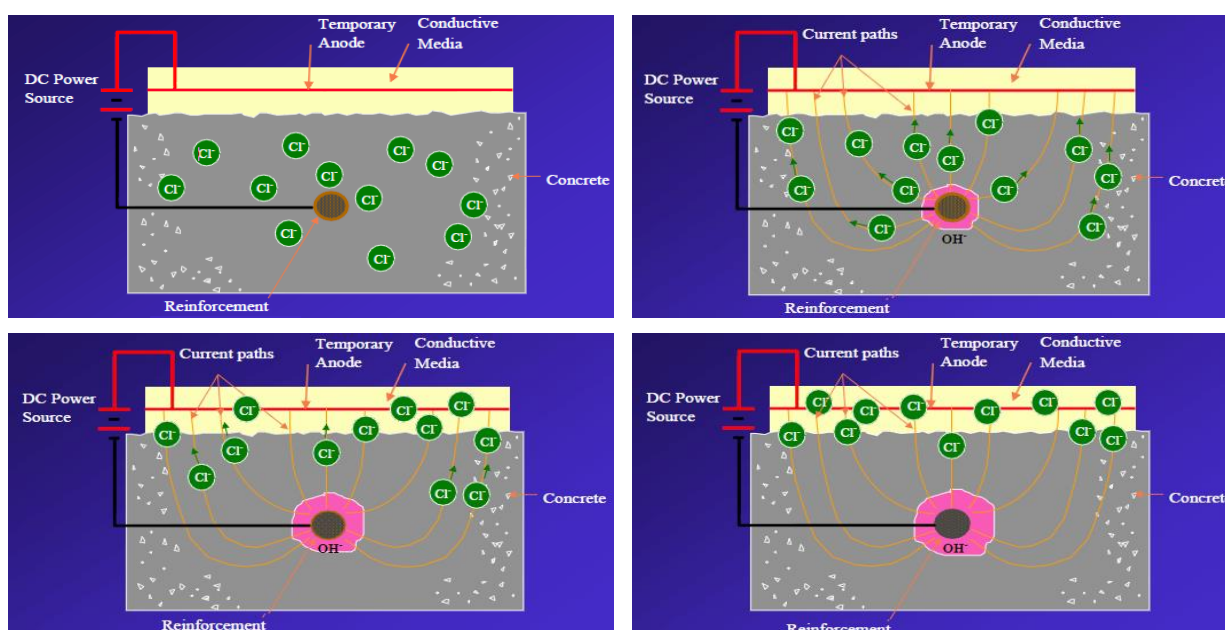 Temporary
Anode
Conductive
Media
DC Power
Source
Cl⁻
Cl⁻
Cl⁻
Cl⁻
Cl⁻
Cl⁻
Cl⁻
Cl⁻
Cl⁻
Cl⁻
Cl⁻
Cl⁻
Concrete
Reinforcement
Current paths
Temporary
Anode
Conductive
Media
DC Power
Source
Cl⁻
Cl⁻
Cl⁻
Cl⁻
Cl⁻
Cl⁻
Cl⁻
Cl⁻
Cl⁻
Cl⁻
Cl⁻
Cl⁻
Cl⁻
Concrete
OH⁻
Reinforcement
Current paths
Temporary
Anode
Conductive
Media
DC Power
Source
Cl⁻
Cl⁻
Cl⁻
Cl⁻
Cl⁻
Cl⁻
Cl⁻
Cl⁻
Cl⁻
Cl⁻
Cl⁻
Cl⁻
Concrete
OH⁻
Reinforcement
Current paths
Temporary
Anode
Conductive
Media
DC Power
Source
Cl⁻
Cl⁻
Cl⁻
Cl⁻
Cl⁻
Cl⁻
Cl⁻
Cl⁻
Cl⁻
Cl⁻
Cl⁻
Concrete
OH⁻
Reinforcement